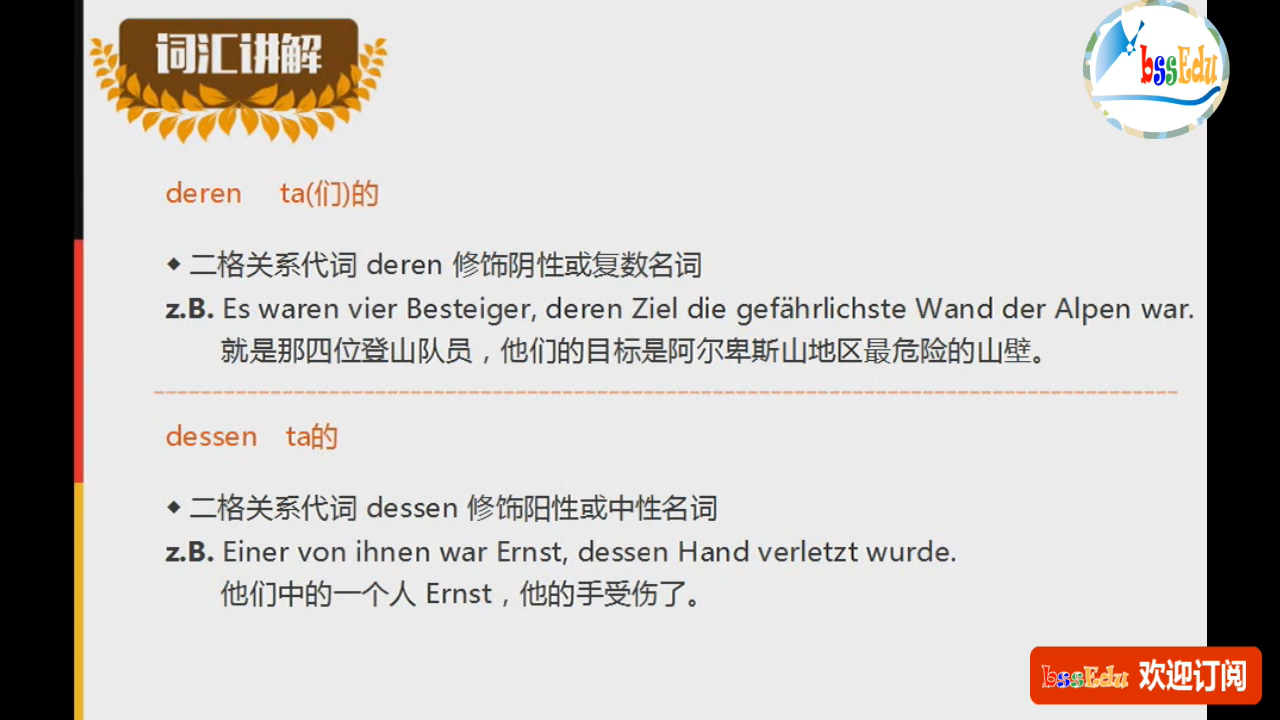 词汇讲解
bssEdu
deren ta(们)的
◆ 二格关系代词 deren 修饰阴性或复数名词
z.B. Es waren vier Besteiger, deren Ziel die gefährlichste Wand der Alpen war.
就是那四位登山队员，他们的目标是阿尔卑斯山地区最危险的山壁。
dessen ta的
◆ 二格关系代词 dessen 修饰阳性或中性名词
z.B. Einer von ihnen war Ernst, dessen Hand verletzt wurde.
他们中的一个人 Ernst，他的手受伤了。
bssEdu 欢迎订阅